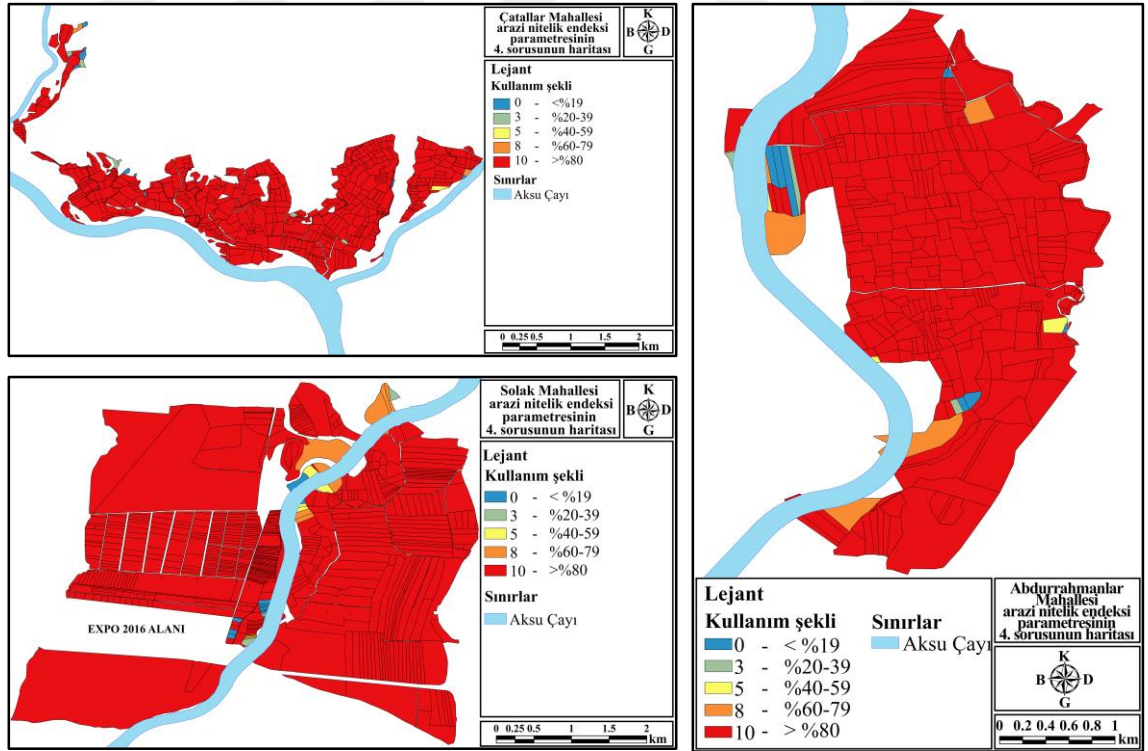 Çatallar Mahallesi
arazi nitelik endeksi
parametresinin
4. sorusunun haritası
K
B D
G
Lejant
Kullanım şekli
0 - <%19
3 - %20-39
5 - %40-59
8 - %60-79
10 - >%80
Sınırlar
Aksu Çayı
0 0.25 0.5 1 1.5 2
km
Solak Mahallesi
arazi nitelik endeksi
parametresinin
4. sorusunun haritası
K
B D
G
Lejant
Kullanım şekli
0 - < %19
3 - %20-39
5 - %40-59
8 - %60-79
10 - >%80
Sınırlar
Aksu Çayı
EXPO 2016 ALANI
0 0.25 0.5 1 1.5 2
km
Lejant
Kullanım şekli
0 - < %19
3 - %20-39
5 - %40-59
8 - %60-79
10 - > %80
Sınırlar
Aksu Çayı
Abdurrahmanlar
Mahallesi
arazi nitelik endeksi
parametresinin
4. sorusunun haritası
K
B D
G
0 0.2 0.4 0.6 0.8 1
km